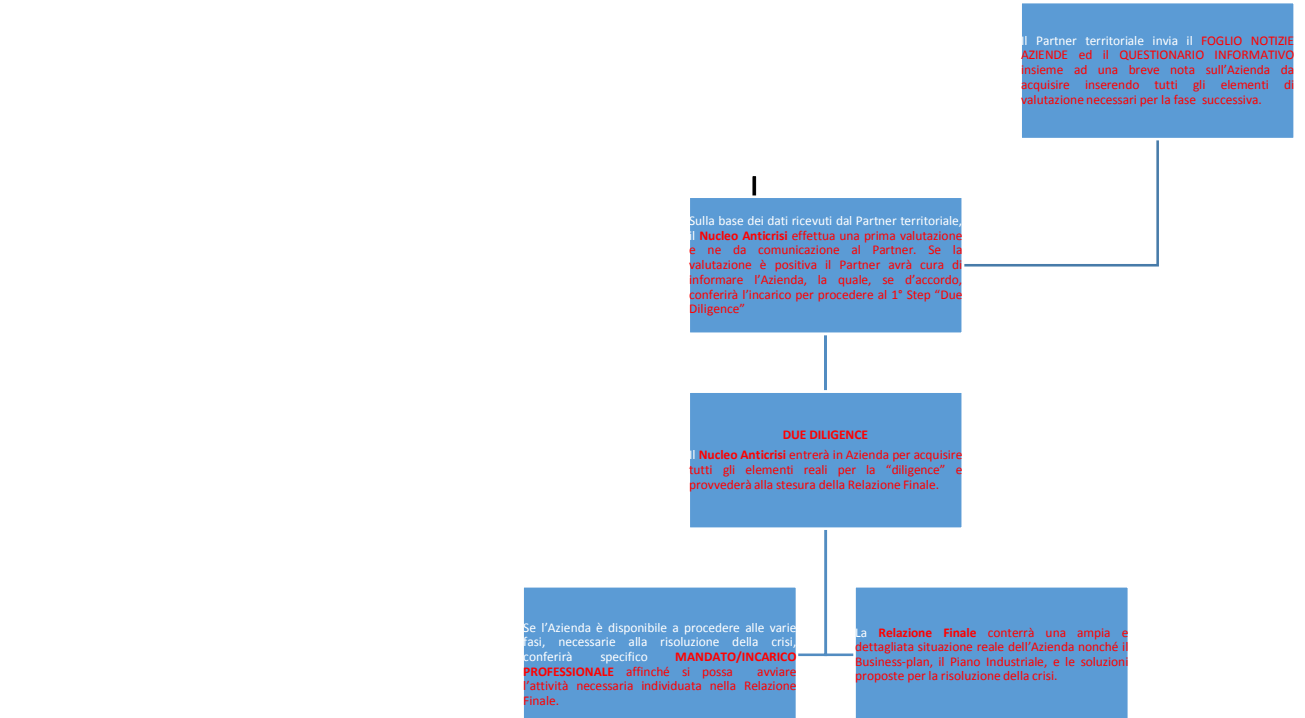 Il Partner territoriale invia il FOGLIO NOTIZIE
AZIENDE ed il QUESTIONARIO INFORMATIVO
insieme ad una breve nota sull'Azienda da
acquisire inserendo tutti gli elementi di
valutazione necessari per la fase successiva.
Sulla base dei dati ricevuti dal Partner territoriale,
il Nucleo Anticrisi effettua una prima valutazione
e ne da comunicazione al Partner. Se la
valutazione è positiva il Partner avrà cura di
informare l'Azienda, la quale, se d'accordo,
conferirà l'incarico per procedere al 1° Step "Due
Diligence"
DUE DILIGENCE
Il Nucleo Anticrisi entrerà in Azienda per acquisire
tutti gli elementi reali per la "diligence" e
provvederà alla stesura della Relazione Finale.
Se l'Azienda è disponibile a procedere alle varie
fasi, necessarie alla risoluzione della crisi,
conferirà specifico MANDATO/INCARICO
PROFESSIONALE affinché si possa avviare
l'attività necessaria individuata nella Relazione
Finale.
La Relazione Finale conterrà una ampia e
dettagliata situazione reale dell'Azienda nonché il
Business-plan, il Piano Industriale, e le soluzioni
proposte per la risoluzione della crisi.